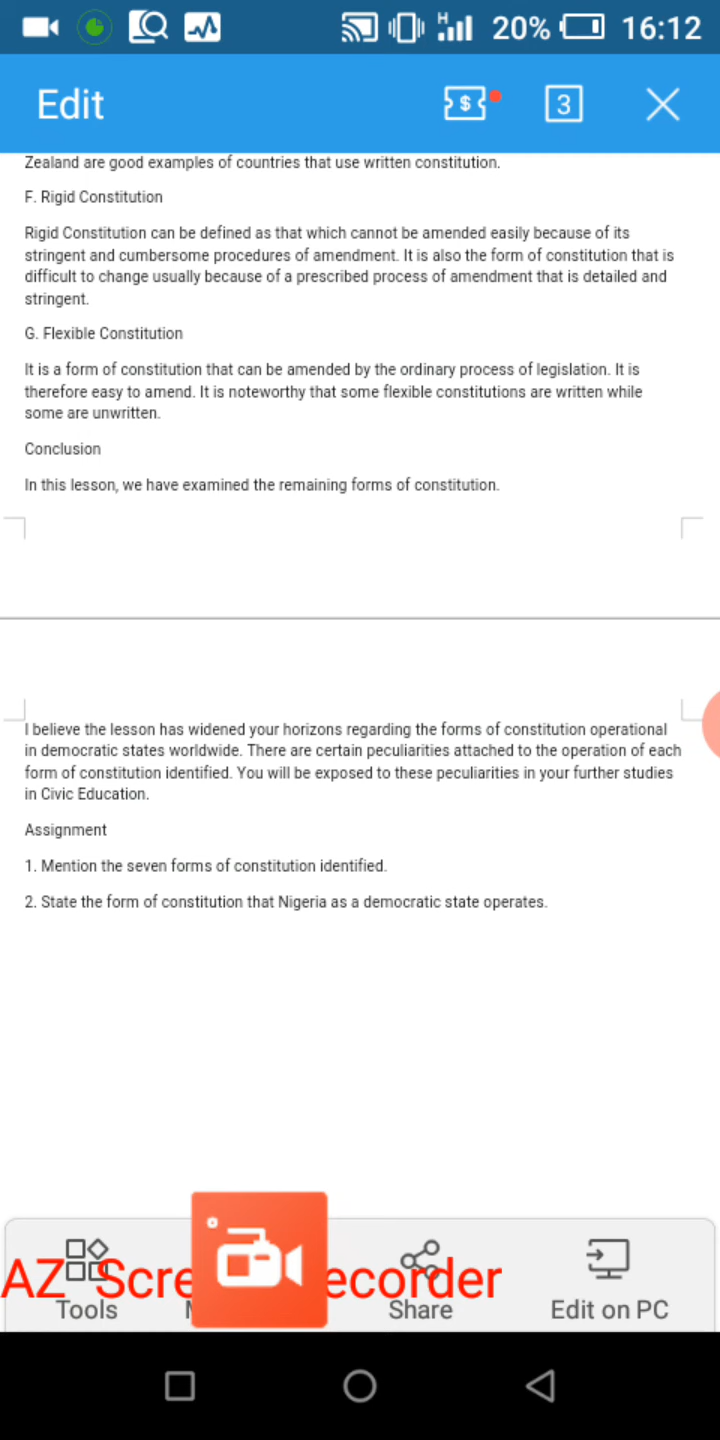 20% 16:12
Edit
$ 3
Zealand are good examples of countries that use written constitution.
F. Rigid Constitution
Rigid Constitution can be defined as that which cannot be amended easily because of its
stringent and cumbersome procedures of amendment. It is also the form of constitution that is
difficult to change usually because of a prescribed process of amendment that is detailed and
stringent.
G. Flexible Constitution
It is a form of constitution that can be amended by the ordinary process of legislation. It is
therefore easy to amend. It is noteworthy that some flexible constitutions are written while
some are unwritten.
Conclusion
In this lesson, we have examined the remaining forms of constitution.
I believe the lesson has widened your horizons regarding the forms of constitution operational
in democratic states worldwide. There are certain peculiarities attached to the operation of each
form of constitution identified. You will be exposed to these peculiarities in your further studies
in Civic Education.
Assignment
1. Mention the seven forms of constitution identified.
2. State the form of constitution that Nigeria as a democratic state operates.
AZ Scre ecorder
Tools Share Edit on PC